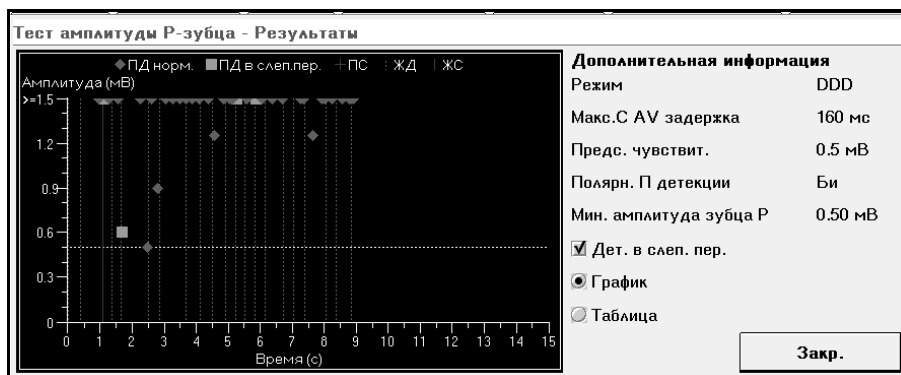 Тест амплитуды Р-зубца - Результаты
ПД норм. ПД в слеп.пер. ПС ЖД ЖС
Амплитуда (мВ)
>=1.5
1.2
0.9
0.6
0.3
0
0 1 2 3 4 5 6 7 8 9 10 11 12 13 14 15
Время (с)
Дополнительная информация
Режим DDD
Макс.С AV задержка 160 мс
Предс. чувствит. 0.5 мВ
Полярн. П детекции Би
Мин. амплитуда зубца Р 0.50 мВ
Дет. в слеп. пер.
График
Таблица
Закр.